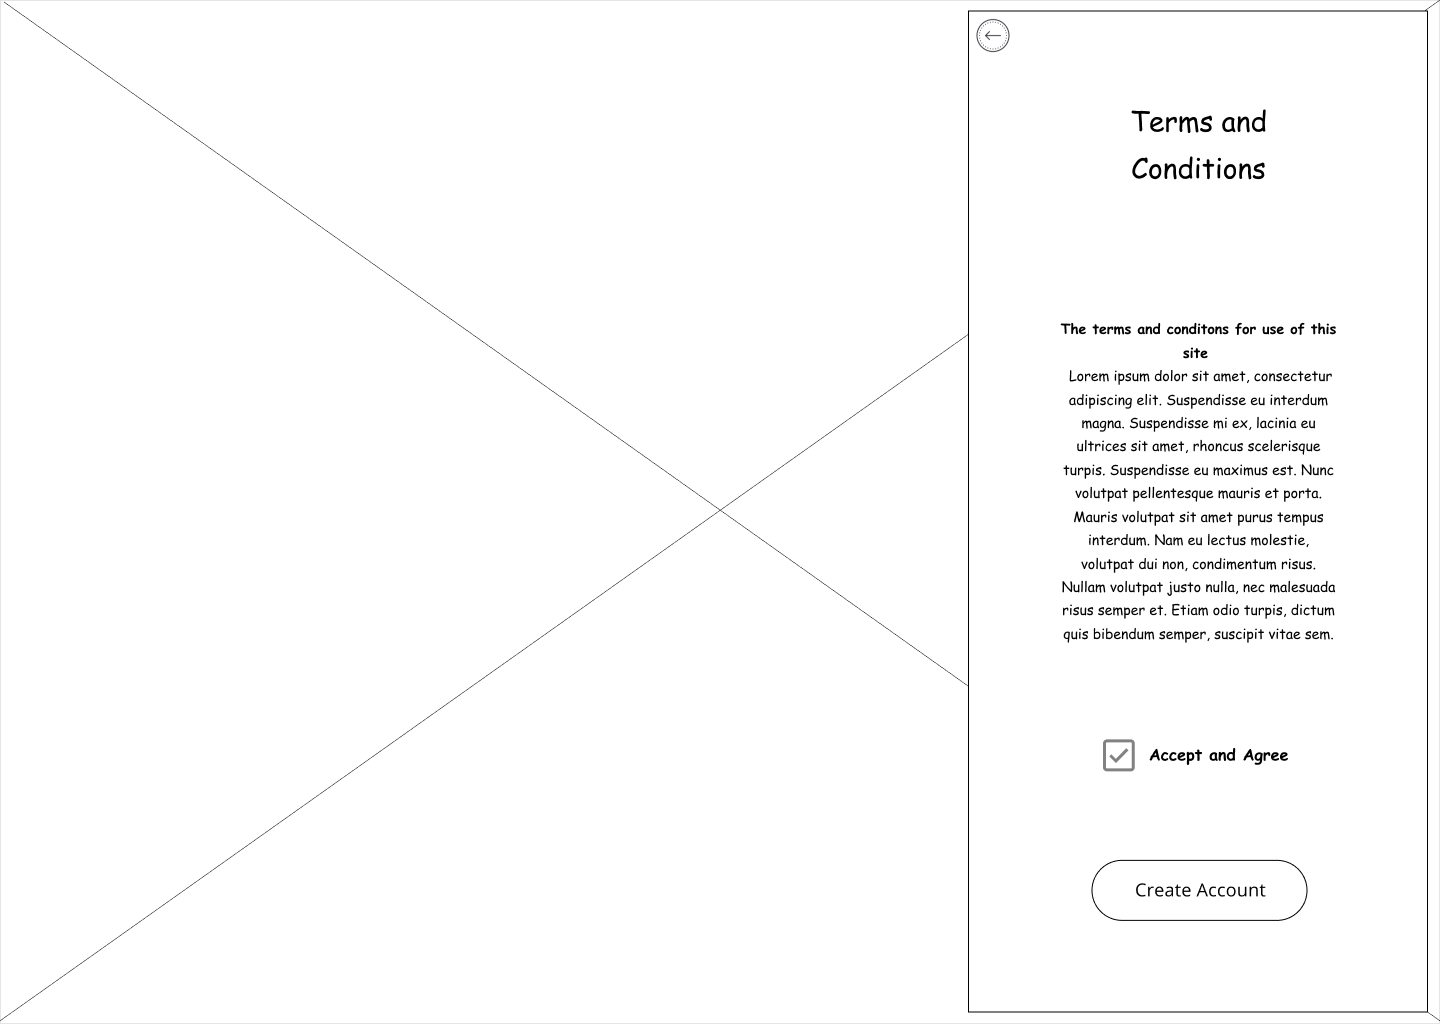 Terms and
Conditions
The terms and conditons for use of this
site
Lorem ipsum dolor sit amet, consectetur
adipiscing elit. Suspendisse eu interdum
magna. Suspendisse mi ex, lacinia eu
ultrices sit amet, rhoncus scelerisque
turpis. Suspendisse eu maximus est. Nunc
volutpat pellentesque mauris et porta.
Mauris volutpat sit amet purus tempus
interdum. Nam eu lectus molestie,
volutpat dui non, condimentum risus.
Nullam volutpat justo nulla, nec malesuada
risus semper et. Etiam odio turpis, dictum
quis bibendum semper, suscipit vitae sem.
Accept and Agree
Create Account